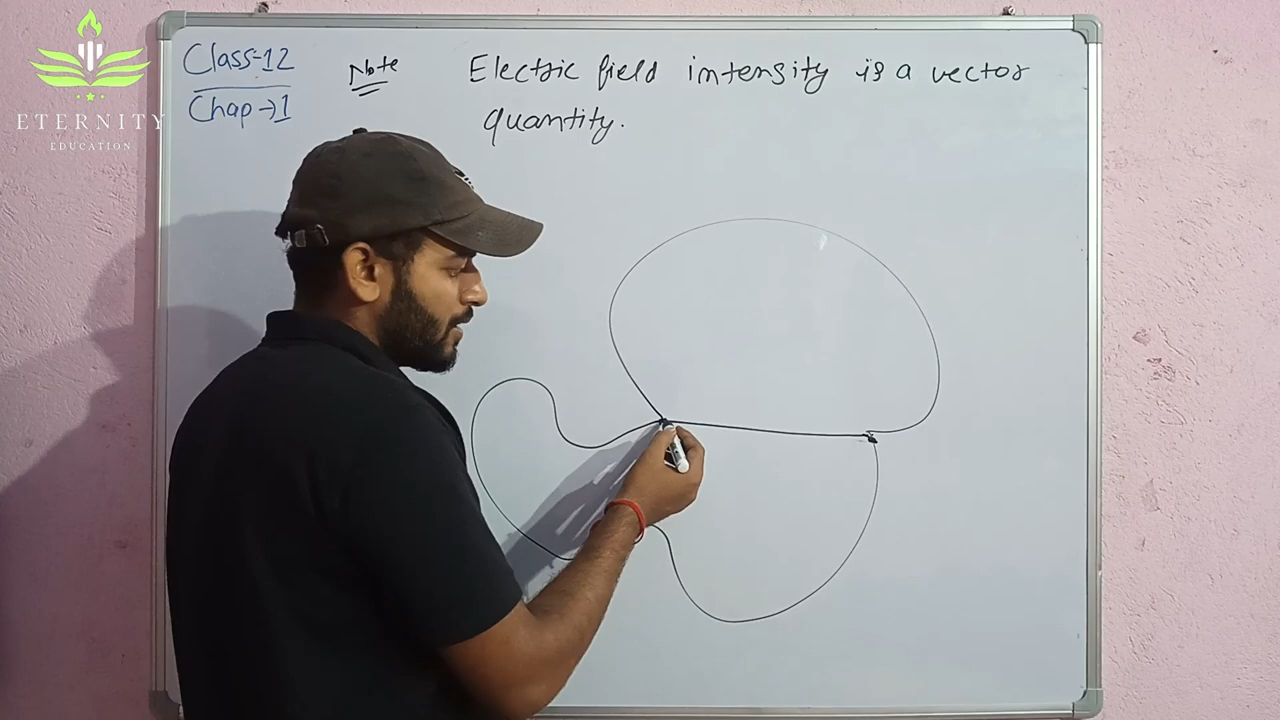 Class-12
Chap→1
Note
Electric field intensity is a vector
quantity.
ETERNITY
EDUCATION